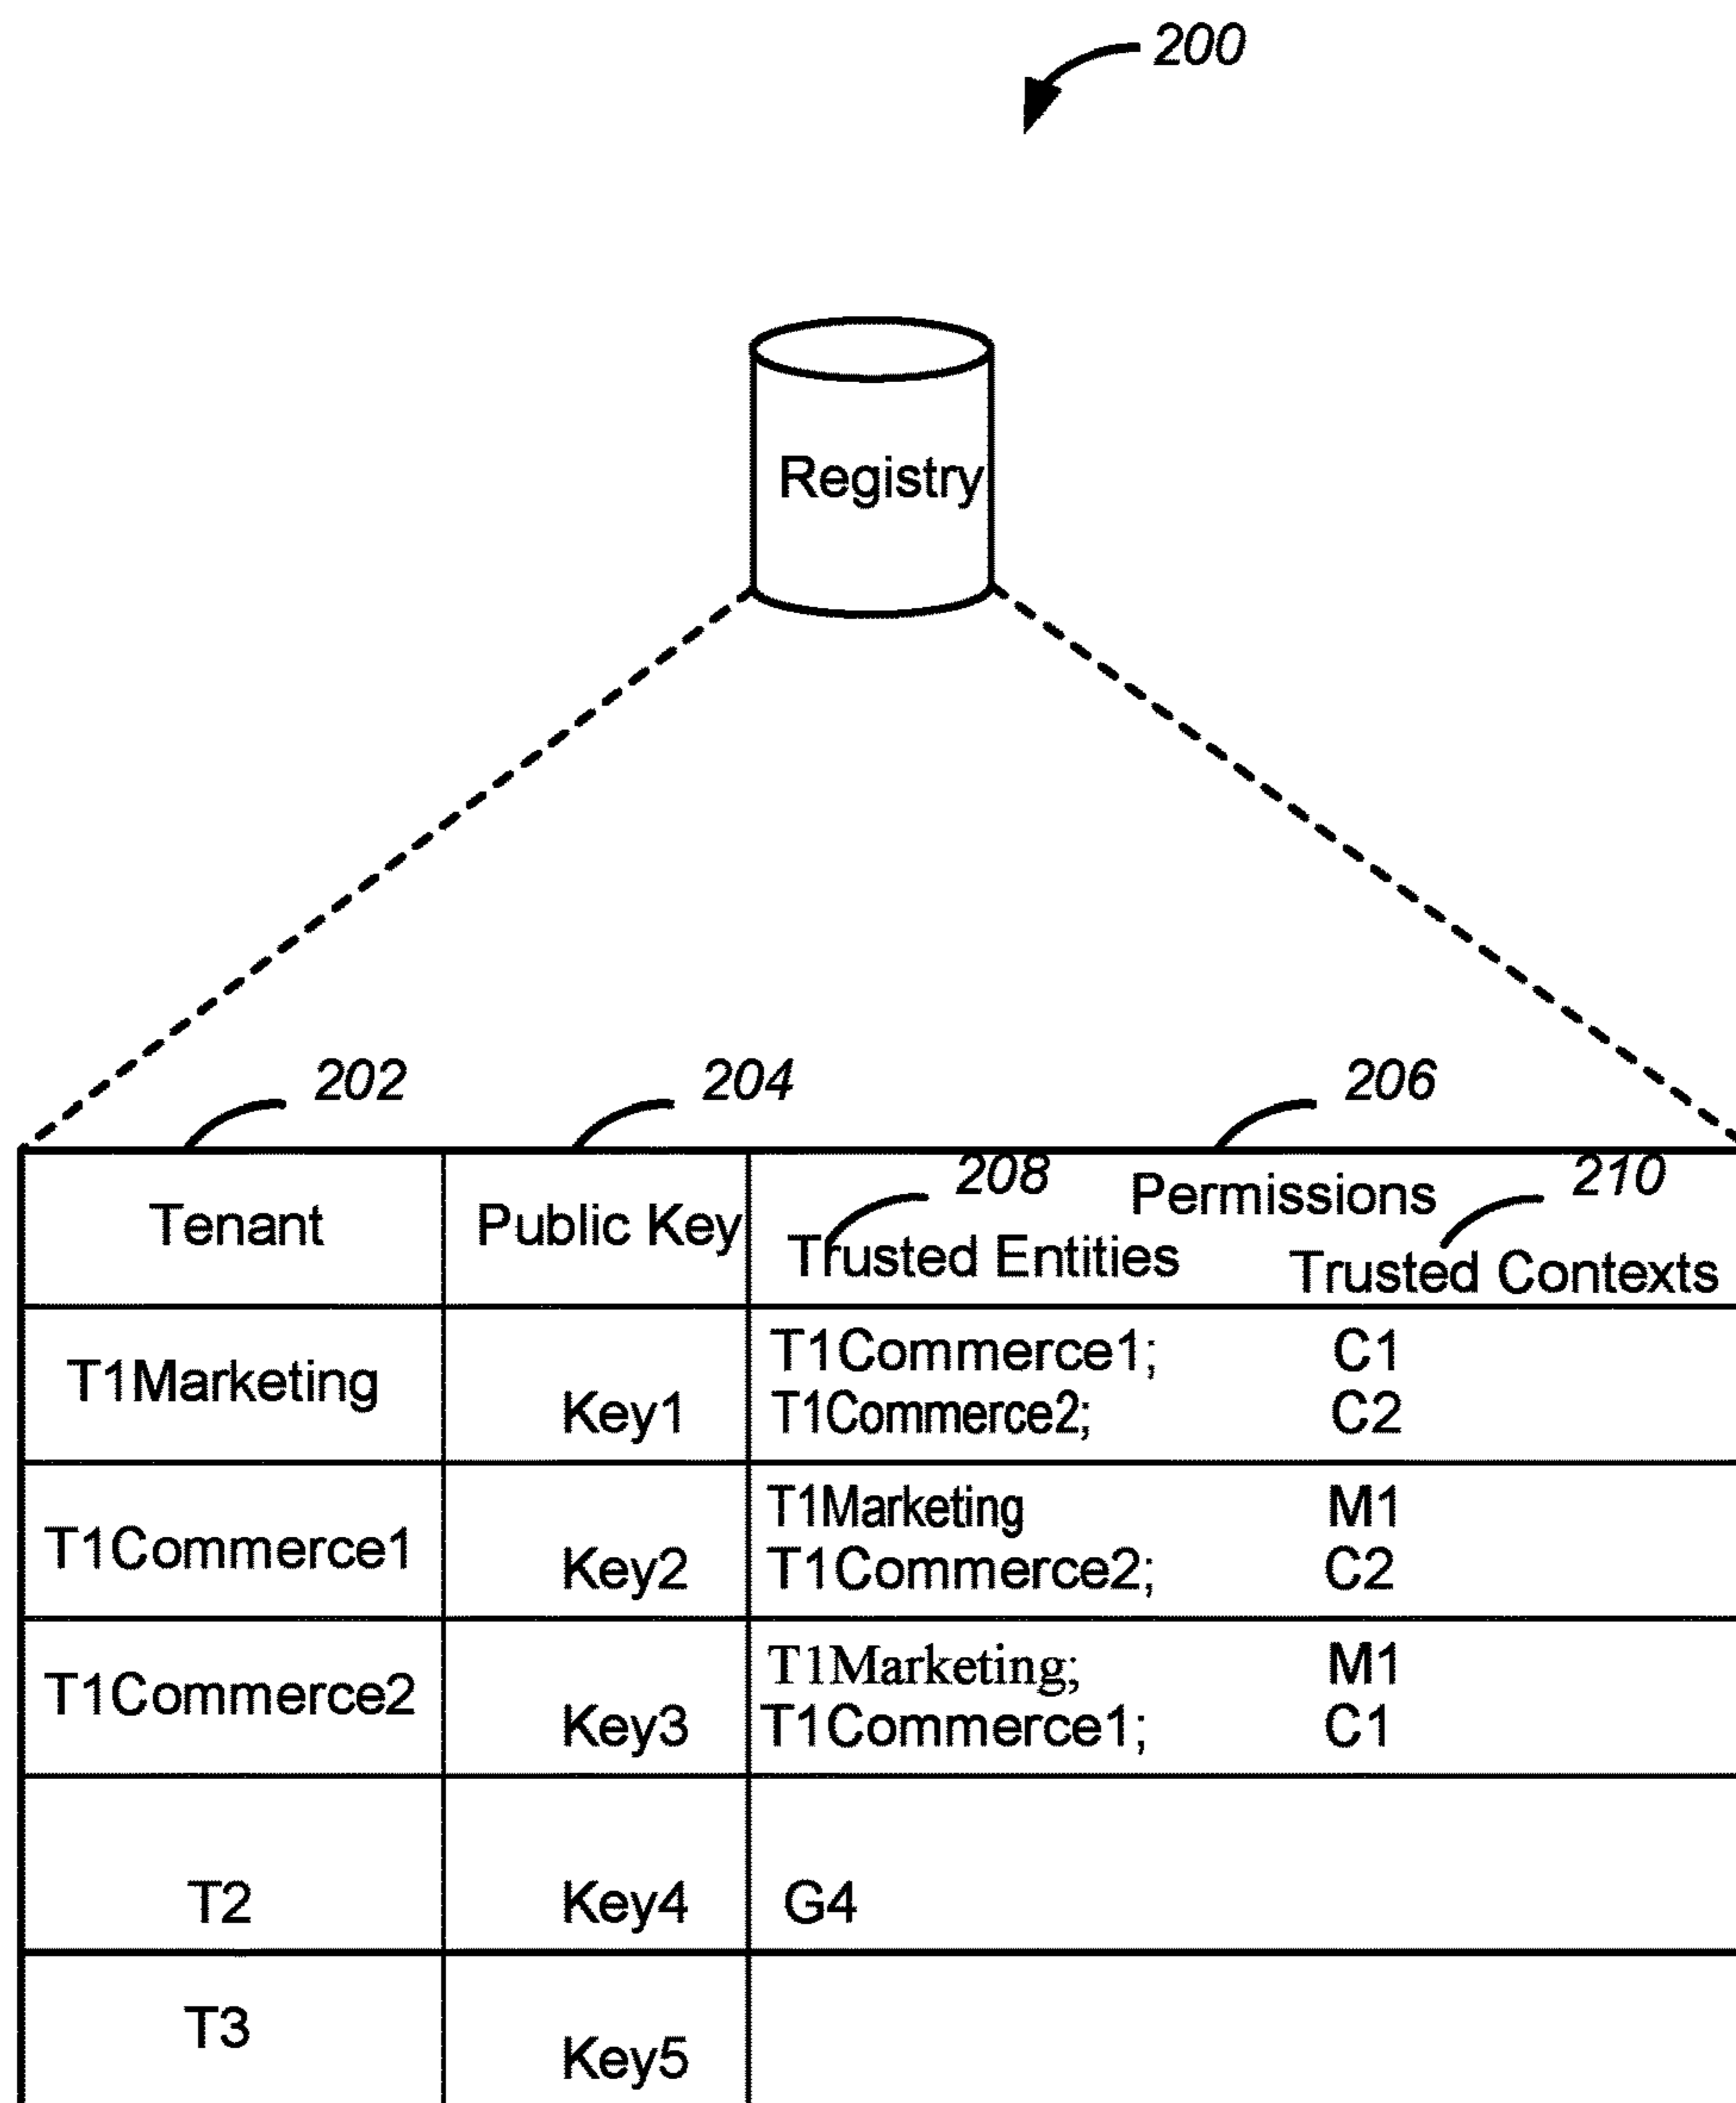 200
Registry
202 204 206
208 Permissions 210
Tenant Public Key Trusted Entities Trusted Contexts
T1Marketing Key1 T1Commerce1; C1
T1Commerce2; C2
T1Commerce1 Key2 T1Marketing M1
T1Commerce2; C2
T1Commerce2 Key3 T1Marketing; M1
T1Commerce1; C1
T2 Key4 G4
T3 Key5